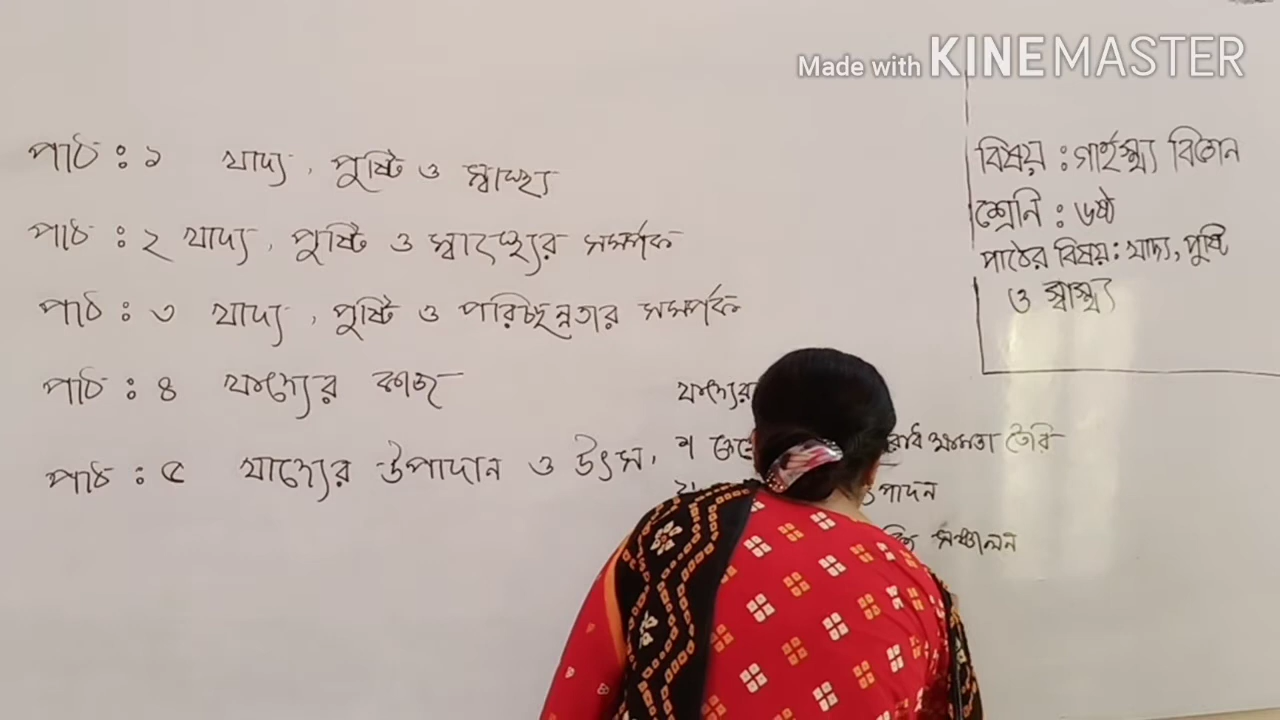 Made with KINEMASTER
বিষয় : গার্হস্থ্য বিজ্ঞান
শ্রেনি : ৬ষ্ঠ
পাঠের বিষয় : খাদ্য, পুষ্টি
ও স্বাস্থ্য
পাঠ : ১ খাদ্য, পুষ্টি ও স্বাস্থ্য
পাঠ : ২ খাদ্য, পুষ্টি ও স্বাস্থ্যের সম্পর্ক
পাঠ : ৩ খাদ্য, পুষ্টি ও পরিচ্ছন্নতার সম্পর্ক
পাঠ : ৪ খাদ্যের কাজ
পাঠ : ৫ খাদ্যের উপাদান ও উৎস,
খাদ্যের
ক্ষমতা তৈরি
সঞ্চালন